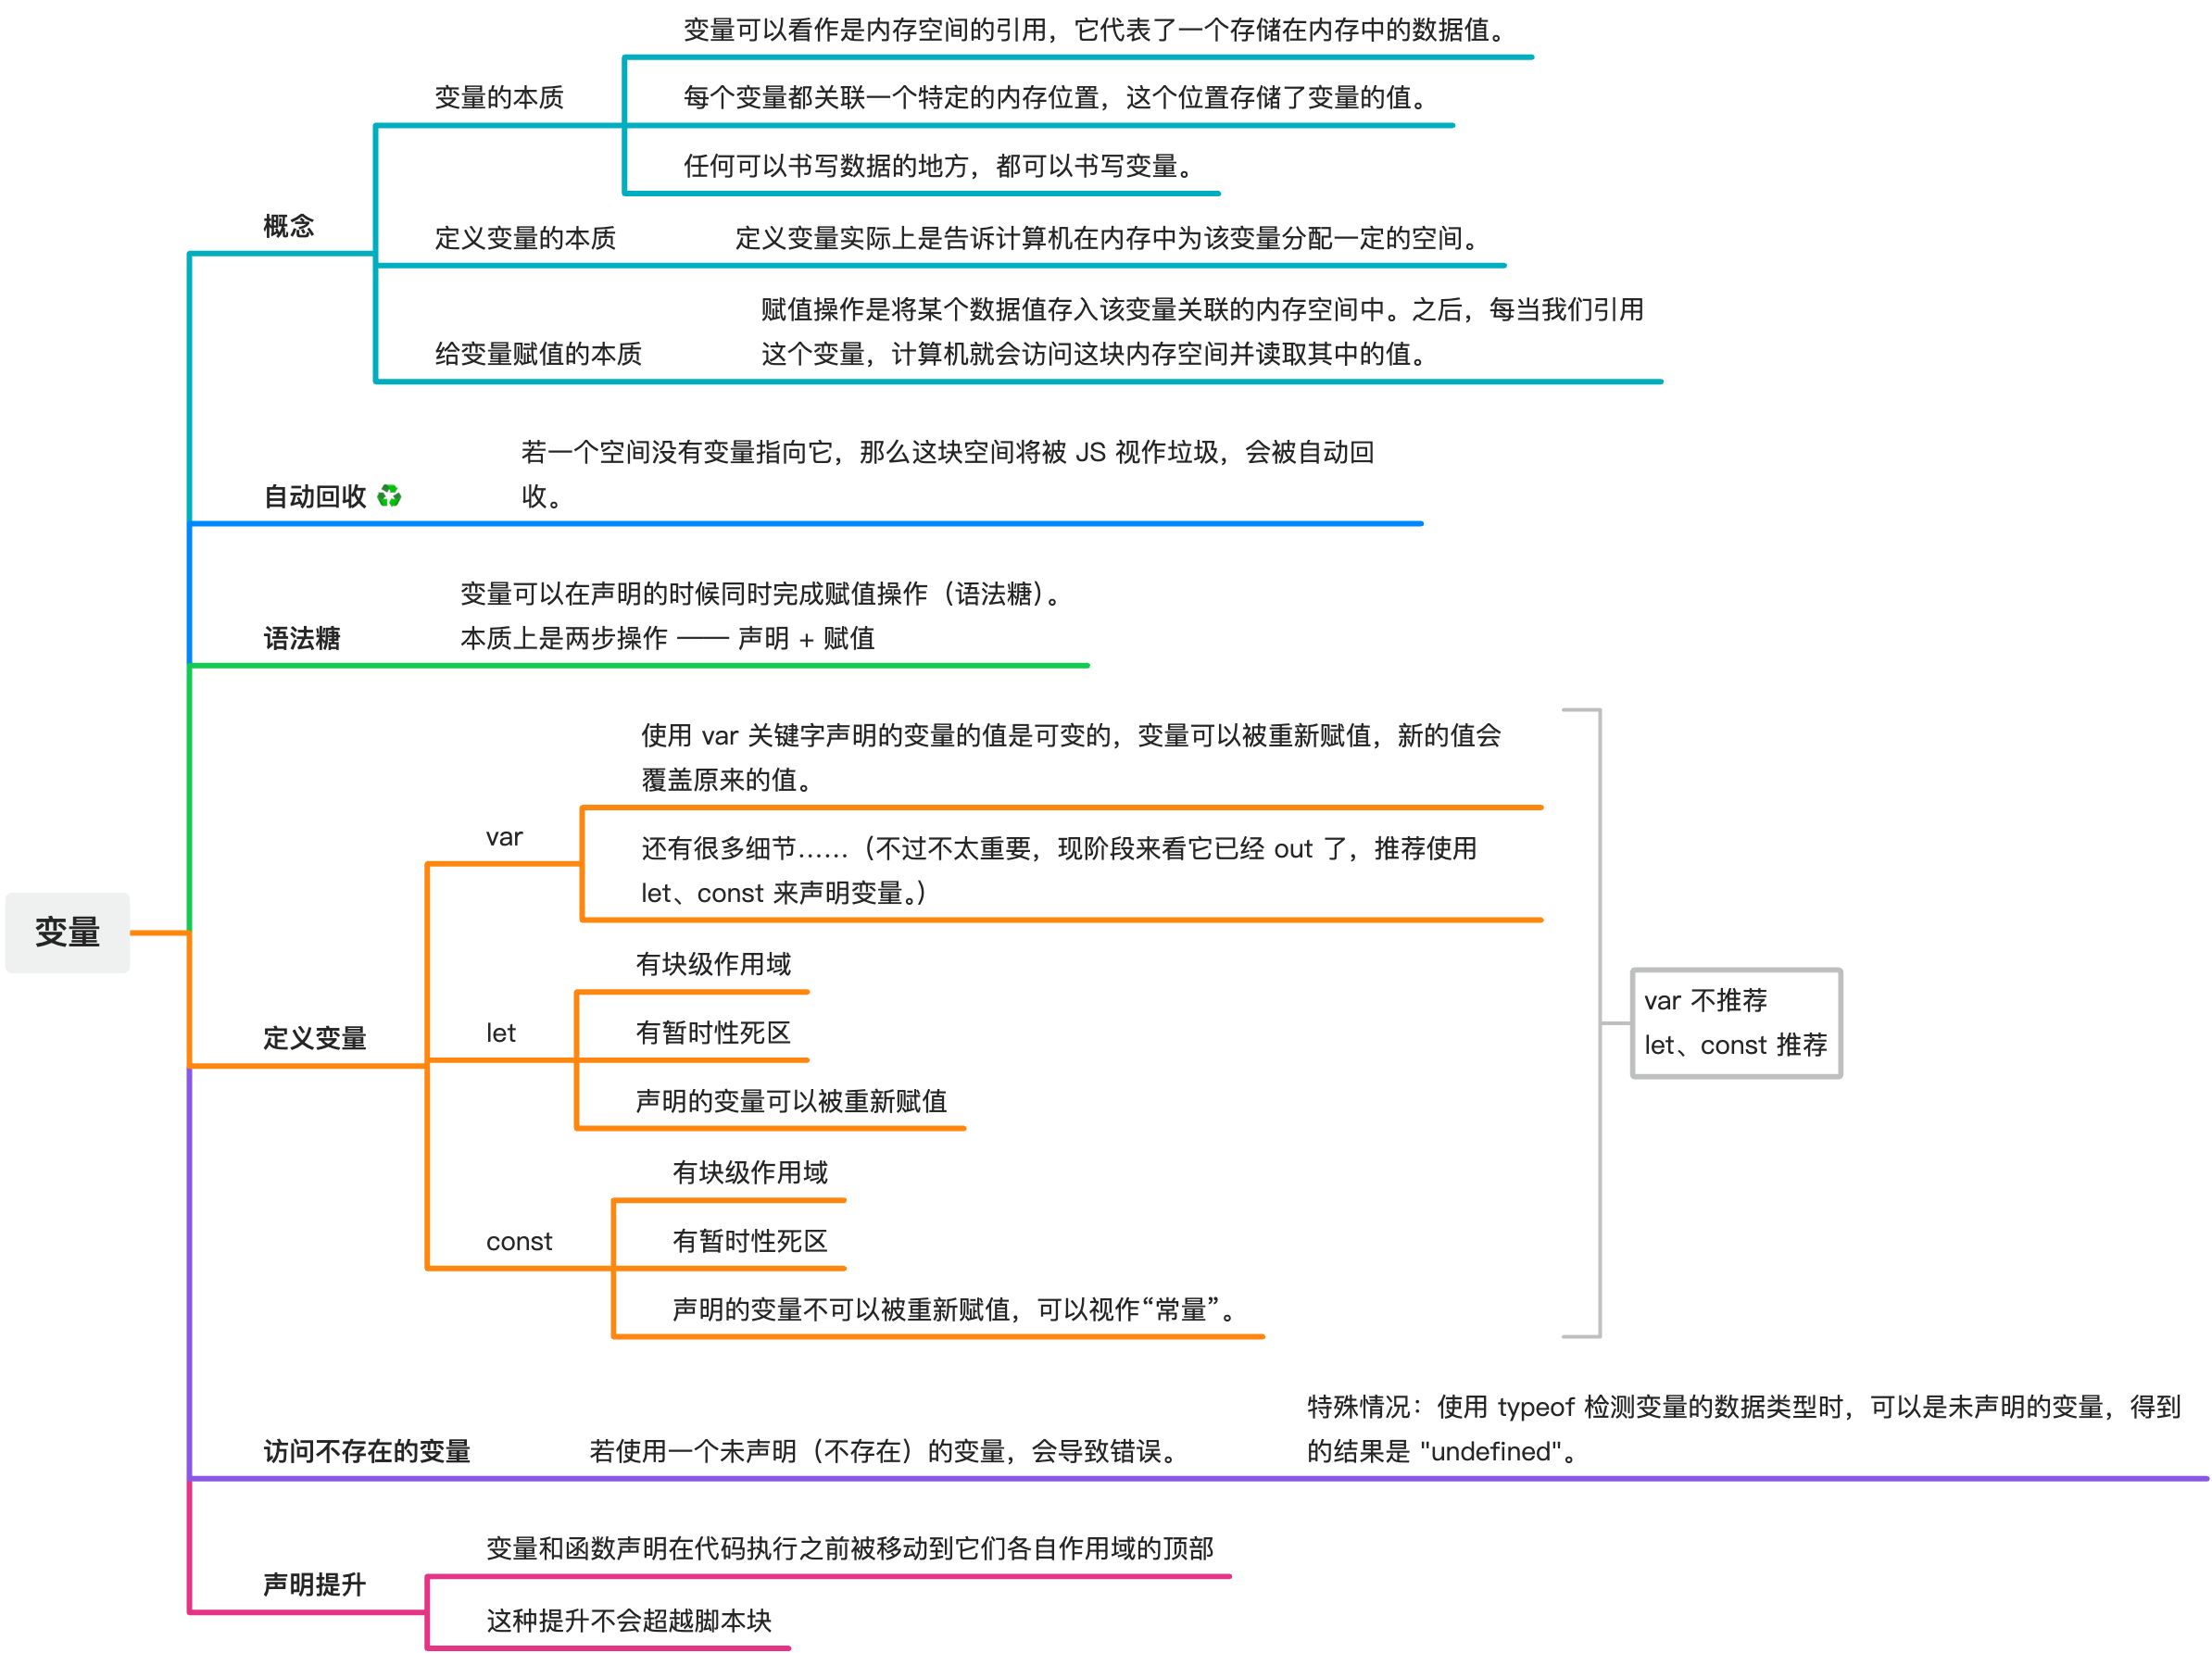 变量
概念
变量的本质
变量可以看作是内存空间的引用，它代表了一个存储在内存中的数据值。
每个变量都关联一个特定的内存位置，这个位置存储了变量的值。
任何可以书写数据的地方，都可以书写变量。
定义变量的本质
定义变量实际上是告诉计算机在内存中为该变量分配一定的空间。
给变量赋值的本质
赋值操作是将某个数据值存入该变量关联的内存空间中。之后，每当我们引用
这个变量，计算机就会访问这块内存空间并读取其中的值。
自动回收 ♻️
若一个空间没有变量指向它，那么这块空间将被 JS 视作垃圾，会被自动回
收。
语法糖
变量可以在声明的时候同时完成赋值操作（语法糖）。
本质上是两步操作 —— 声明 + 赋值
定义变量
var
使用 var 关键字声明的变量的值是可变的，变量可以被重新赋值，新的值会
覆盖原来的值。
还有很多细节……（不过不太重要，现阶段来看它已经 out 了，推荐使用
let、const 来声明变量。）
let
有块级作用域
有暂时性死区
声明的变量可以被重新赋值
const
有块级作用域
有暂时性死区
声明的变量不可以被重新赋值，可以视作“常量”。
var 不推荐
let、const 推荐
访问不存在的变量
若使用一个未声明（不存在）的变量，会导致错误。
特殊情况：使用 typeof 检测变量的数据类型时，可以是未声明的变量，得到
的结果是 "undefined"。
声明提升
变量和函数声明在代码执行之前被移动到它们各自作用域的顶部
这种提升不会超越脚本块